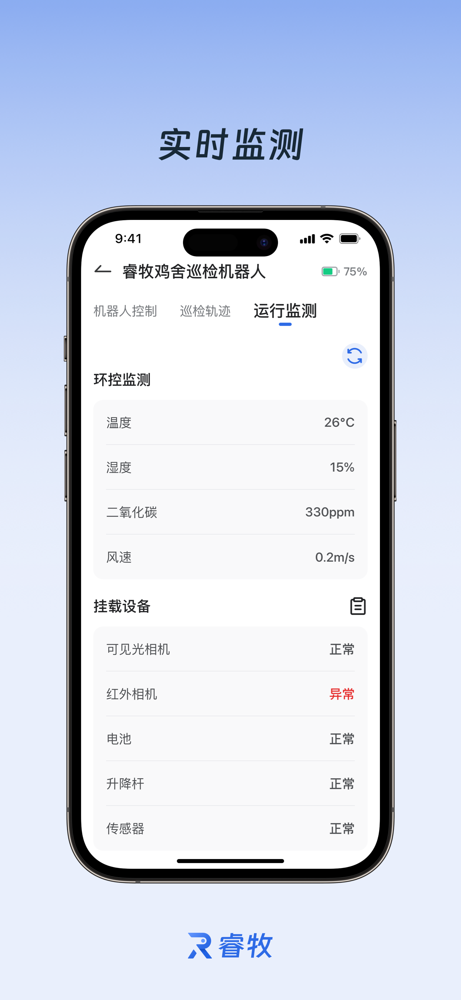 实时监测
9:41
睿牧鸡舍巡检机器人 75%
机器人控制 巡检轨迹 运行监测
环控监测
温度 26°C
湿度 15%
二氧化碳 330ppm
风速 0.2m/s
挂载设备
可见光相机 正常
红外相机 异常
电池 正常
升降杆 正常
传感器 正常
睿牧